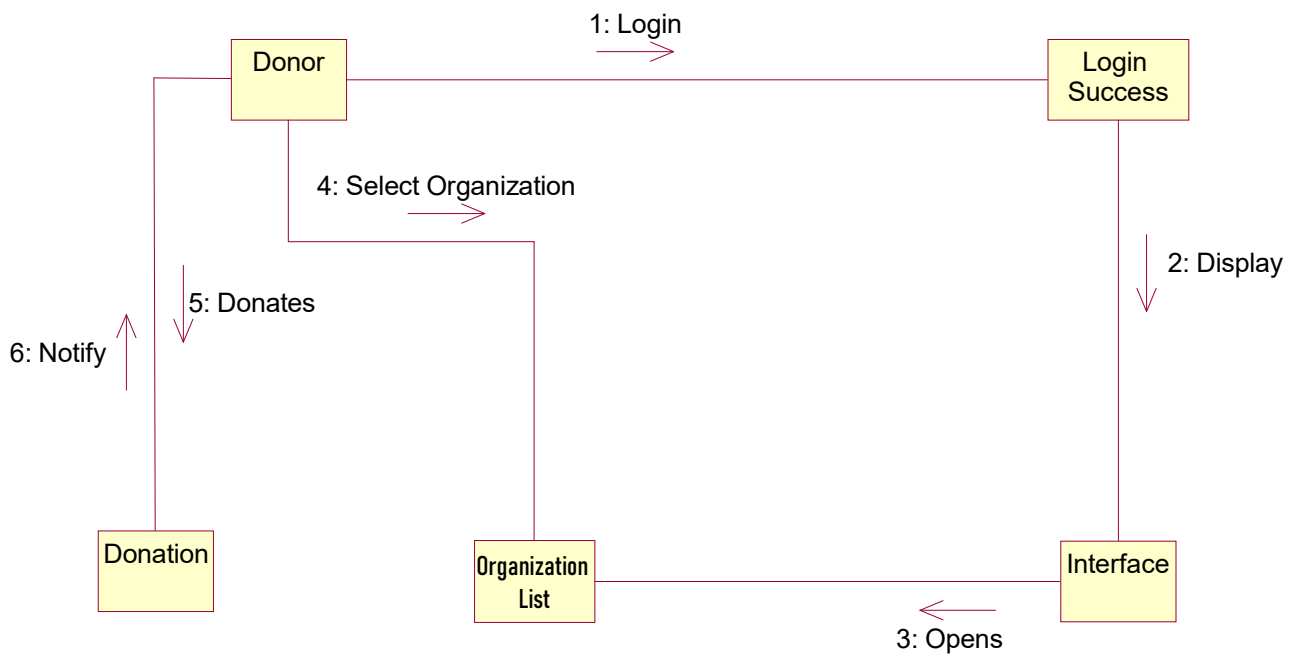 1: Login
Donor
Login
Success
4: Select Organization
2: Display
5: Donates
6: Notify
Donation
Organization
List
Interface
3: Opens